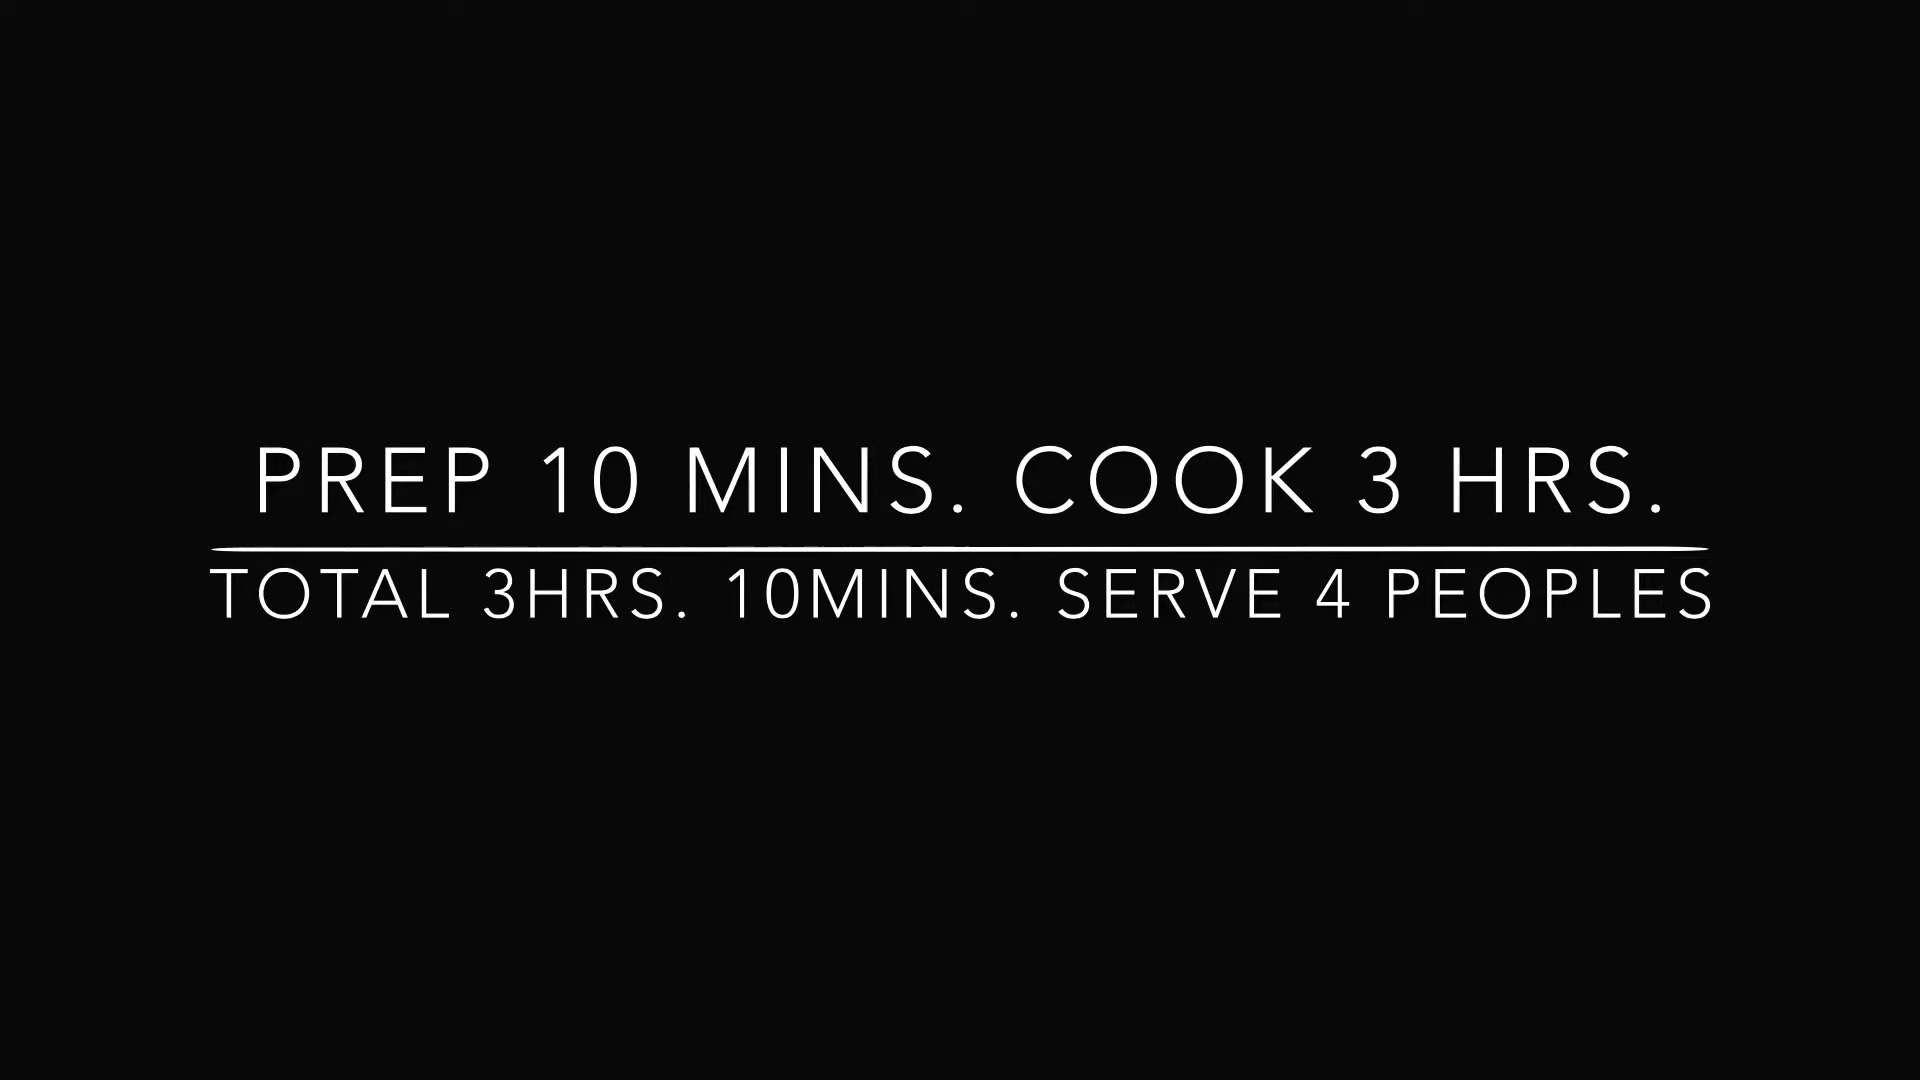 PREP 10 MINS. COOK 3 HRS.
TOTAL 3HRS. 10MINS. SERVE 4 PEOPLES